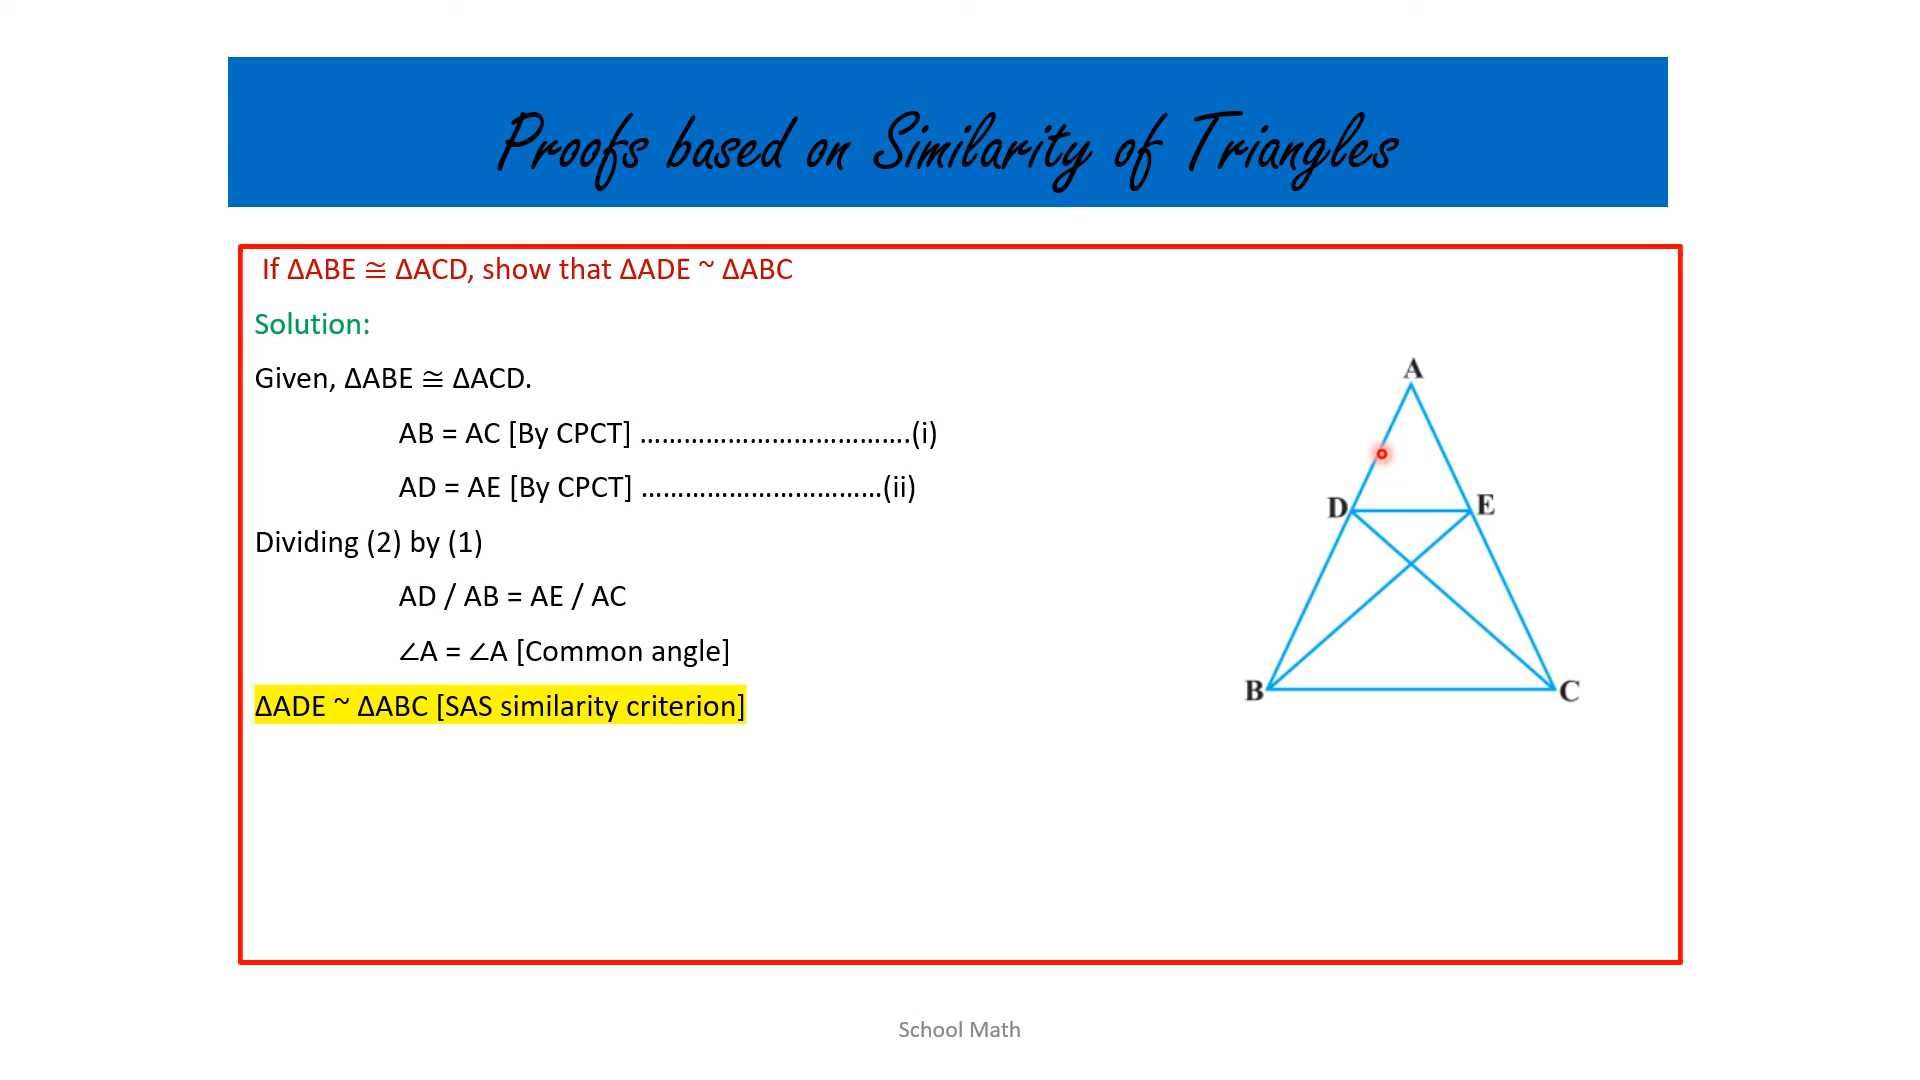 Proofs based on Similarity of Triangles
If ΔABE ≅ ΔACD, show that ΔADE ~ ΔABC
Solution:
Given, ΔABE ≅ ΔACD.
AB = AC [By CPCT] ……………………………….(i)
AD = AE [By CPCT] ……………………………(ii)
Dividing (2) by (1)
AD / AB = AE / AC
∠A = ∠A [Common angle]
ΔADE ~ ΔABC [SAS similarity criterion]
A
D E
B C
School Math